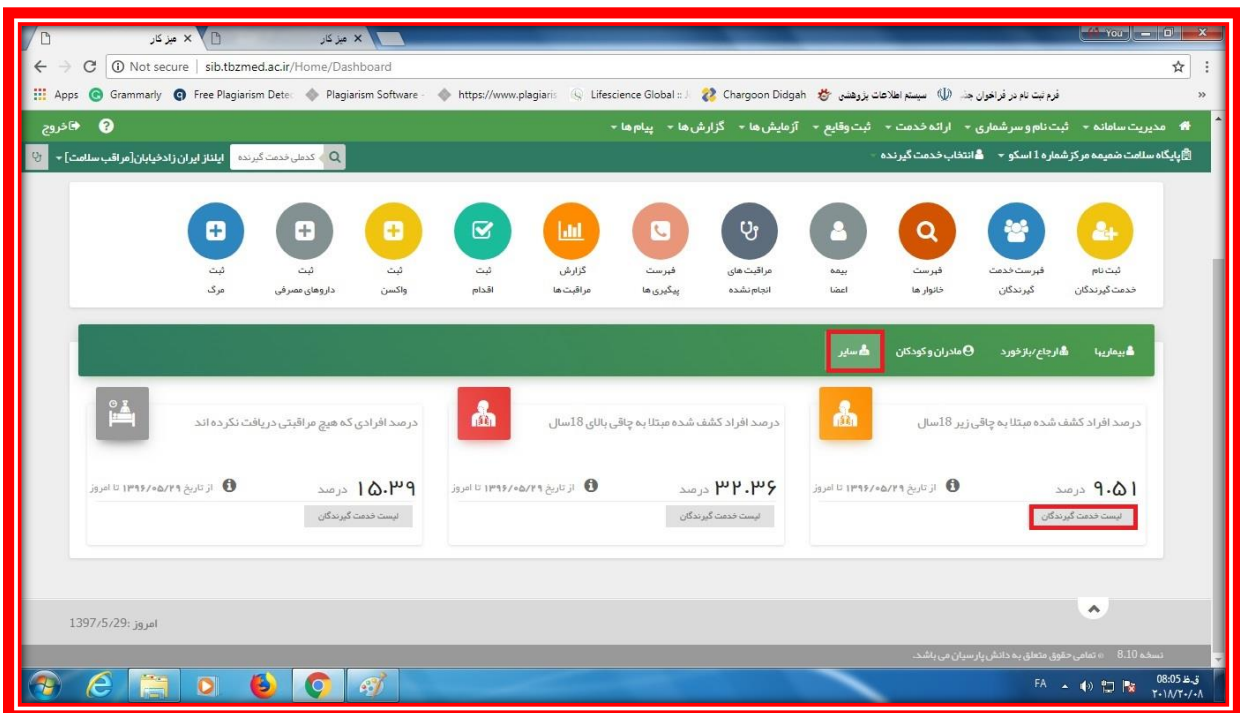 میز کار
میز کار
You
Not secure | sib.tbzmed.ac.ir/Home/Dashboard
Apps Grammarly Free Plagiarism Detec Plagiarism Software - https://www.plagiaris Lifescience Global :: J Chargoon Didgah سیستم اطلاعات پژوهشی فرم ثبت نام در فراخوان جذ »
مدیریت سامانه ثبت نام و سرشماری ارائه خدمت ثبت وقایع آزمایش ها گزارش ها پیام ها خروج
پایگاه سلامت ضمیمه مرکز شماره 1 اسکو انتخاب خدمت گیرنده کدملی خدمت گیرنده ایلناز ایران زادخیابان[مراقب سلامت]
ثبت نام خدمت گیرندگان
فهرست خدمت گیرندگان
فهرست خانوار ها
بیمه اعضا
مراقبت های انجام نشده
فهرست پیگیری ها
گزارش مراقبت ها
ثبت اقدام
ثبت واکسن
ثبت داروهای مصرفی
ثبت مرگ
بیماریها ارجاع/بازخورد مادران و کودکان سایر
درصد افراد کشف شده مبتلا به چاقی زیر 18سال
۹.۵۱ درصد از تاریخ ۱۳۹۶/۰۵/۲۹ تا امروز
لیست خدمت گیرندگان
درصد افراد کشف شده مبتلا به چاقی بالای 18سال
۳۲.۳۶ درصد از تاریخ ۱۳۹۶/۰۵/۲۹ تا امروز
لیست خدمت گیرندگان
درصد افرادی که هیچ مراقبتی دریافت نکرده اند
۱۵.۳۹ درصد از تاریخ ۱۳۹۶/۰۵/۲۹ تا امروز
لیست خدمت گیرندگان
امروز :1397/5/29
نسخه 8.10 © تمامی حقوق متعلق به دانش پارسیان می باشد.
FA
08:05 ق.ظ
۲۰۱۸/۲۰/۰۸